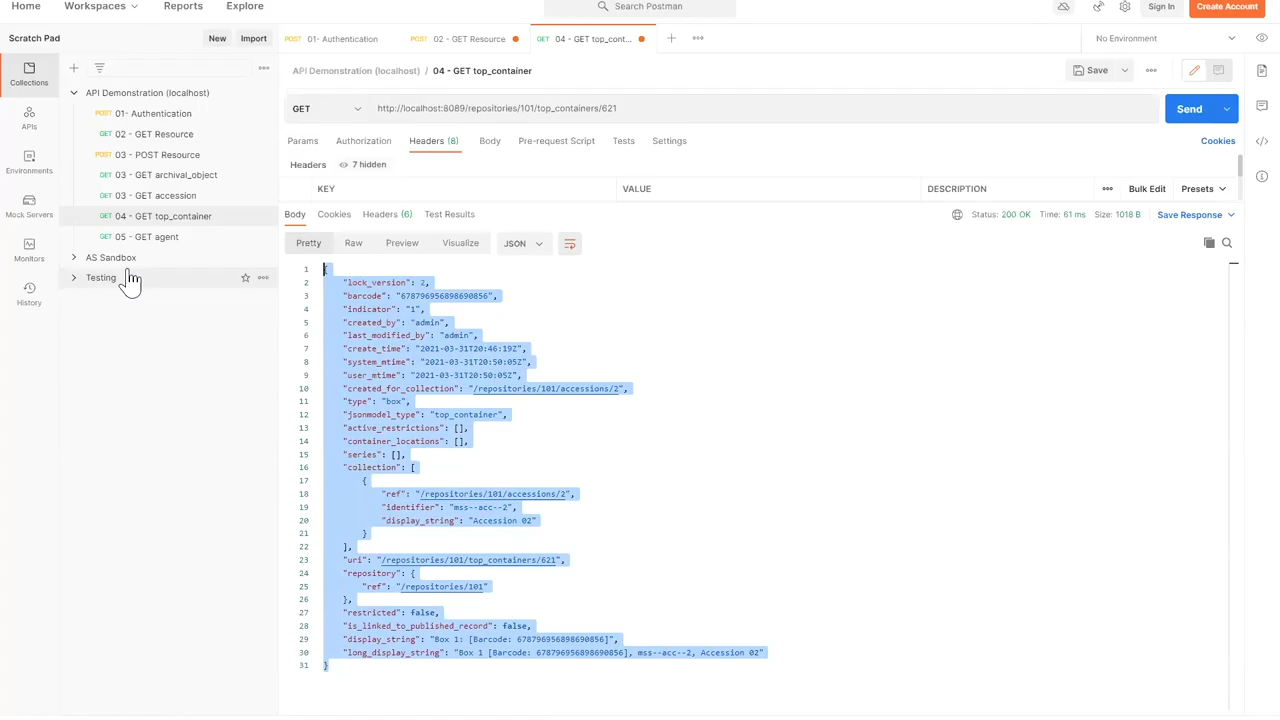 Home Workspaces Reports Explore Search Postman Sign In Create Account
Scratch Pad New Import POST 01- Authentication POST 02 - GET Resource GET 04 - GET top_cont... No Environment
API Demonstration (localhost) / 04 - GET top_container Save
Collections
API Demonstration (localhost)
POST 01- Authentication
GET 02 - GET Resource
POST 03 - POST Resource
GET 03 - GET archival_object
GET 03 - GET accession
GET 04 - GET top_container
GET 05 - GET agent
AS Sandbox
Testing
APIs
Environments
Mock Servers
Monitors
History
GET http://localhost:8089/repositories/101/top_containers/621 Send
Params Authorization Headers (8) Body Pre-request Script Tests Settings Cookies
Headers 7 hidden
KEY VALUE DESCRIPTION Bulk Edit Presets
Body Cookies Headers (6) Test Results Status: 200 OK Time: 61 ms Size: 1018 B Save Response
Pretty Raw Preview Visualize JSON
1 {
2 "lock_version": 2,
3 "barcode": "678796956898690856",
4 "indicator": "1",
5 "created_by": "admin",
6 "last_modified_by": "admin",
7 "create_time": "2021-03-31T20:46:19Z",
8 "system_mtime": "2021-03-31T20:50:05Z",
9 "user_mtime": "2021-03-31T20:50:05Z",
10 "created_for_collection": "/repositories/101/accessions/2",
11 "type": "box",
12 "jsonmodel_type": "top_container",
13 "active_restrictions": [],
14 "container_locations": [],
15 "series": [],
16 "collection": [
17 {
18 "ref": "/repositories/101/accessions/2",
19 "identifier": "mss--acc--2",
20 "display_string": "Accession 02"
21 }
22 ],
23 "uri": "/repositories/101/top_containers/621",
24 "repository": {
25 "ref": "/repositories/101"
26 },
27 "restricted": false,
28 "is_linked_to_published_record": false,
29 "display_string": "Box 1: [Barcode: 678796956898690856]",
30 "long_display_string": "Box 1 [Barcode: 678796956898690856], mss--acc--2, Accession 02"
31 }